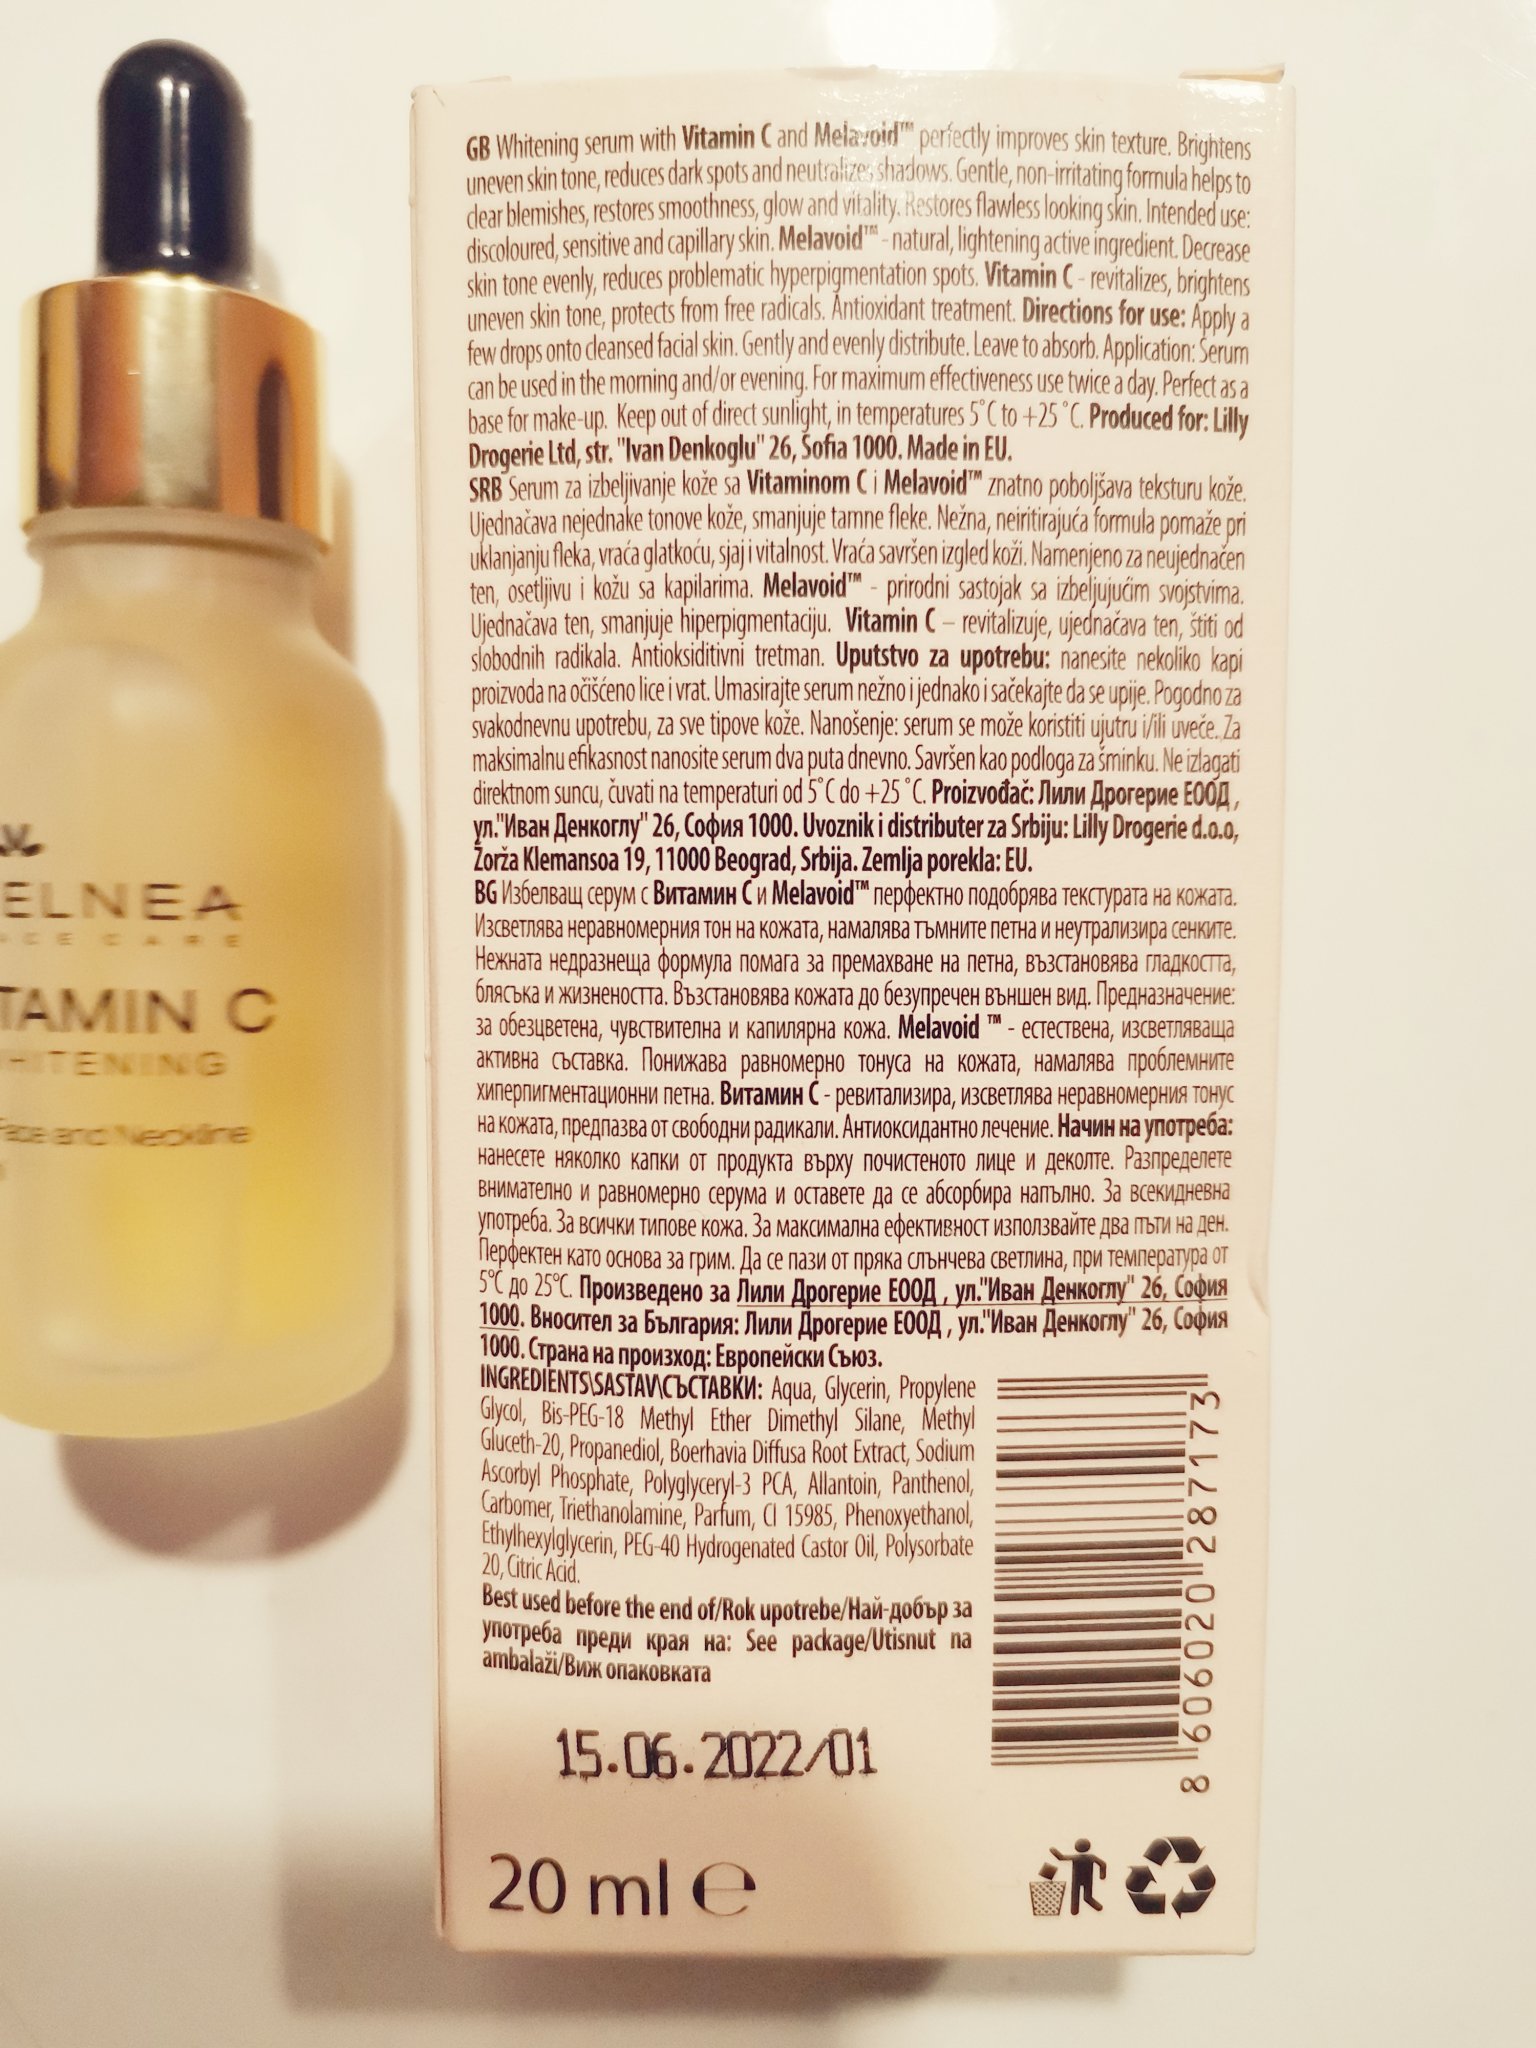 ELNEA
CE CARE
TAMIN C
HITENING
Face and Neckline
GB Whitening serum with Vitamin C and Melavoid™ perfectly improves skin texture. Brightens
uneven skin tone, reduces dark spots and neutralizes shadows. Gentle, non-irritating formula helps to
clear blemishes, restores smoothness, glow and vitality. Restores flawless looking skin. Intended use:
discoloured, sensitive and capillary skin. Melavoid™ - natural, lightening active ingredient. Decrease
skin tone evenly, reduces problematic hyperpigmentation spots. Vitamin C - revitalizes, brightens
uneven skin tone, protects from free radicals. Antioxidant treatment. Directions for use: Apply a
few drops onto cleansed facial skin. Gently and evenly distribute. Leave to absorb. Application: Serum
can be used in the morning and/or evening. For maximum effectiveness use twice a day. Perfect as a
base for make-up. Keep out of direct sunlight, in temperatures 5°C to +25 °C. Produced for: Lilly
Drogerie Ltd, str. "Ivan Denkoglu" 26, Sofia 1000. Made in EU.
SRB Serum za izbeljivanje kože sa Vitaminom C i Melavoid™ znatno poboljšava teksturu kože.
Ujednačava nejednake tonove kože, smanjuje tamne fleke. Nežna, neiritirajuća formula pomaže pri
uklanjanju fleka, vraća glatkoću, sjaj i vitalnost. Vraća savršen izgled koži. Namenjeno za neujednačen
ten, osetljivu i kožu sa kapilarima. Melavoid™ - prirodni sastojak sa izbeljujućim svojstvima.
Ujednačava ten, smanjuje hiperpigmentaciju. Vitamin C – revitalizuje, ujednačava ten, štiti od
slobodnih radikala. Antioksiditivni tretman. Uputstvo za upotrebu: nanesite nekoliko kapi
proizvoda na očišćeno lice i vrat. Umasirajte serum nežno i jednako i sačekajte da se upije. Pogodno za
svakodnevnu upotrebu, za sve tipove kože. Nanošenje: serum se može koristiti ujutru i/ili uveče. Za
maksimalnu efikasnost nanosite serum dva puta dnevno. Savršen kao podloga za šminku. Ne izlagati
direktnom suncu, čuvati na temperaturi od 5°C do +25 °C. Proizvođač: Лили Дрогерие ЕООД ,
ул."Иван Денкоглу" 26, София 1000. Uvoznik i distributer za Srbiju: Lilly Drogerie d.o.o,
Žorža Klemansoa 19, 11000 Beograd, Srbija. Zemlja porekla: EU.
BG Избелващ серум с Витамин С и Melavoid™ перфектно подобрява текстурата на кожата.
Изсветлява неравномерния тон на кожата, намалява тъмните петна и неутрализира сенките.
Нежната недразнеща формула помага за премахване на петна, възстановява гладкостта,
блясъка и жизнеността. Възстановява кожата до безупречен външен вид. Предназначение:
за обезцветена, чувствителна и капилярна кожа. Melavoid ™ - естествена, изсветляваща
активна съставка. Понижава равномерно тонуса на кожата, намалява проблемните
хиперпигментационни петна. Витамин С - ревитализира, изсветлява неравномерния тонус
на кожата, предпазва от свободни радикали. Антиоксидантно лечение. Начин на употреба:
нанесете няколко капки от продукта върху почистеното лице и деколте. Разпределете
внимателно и равномерно серума и оставете да се абсорбира напълно. За всекидневна
употреба. За всички типове кожа. За максимална ефективност използвайте два пъти на ден.
Перфектен като основа за грим. Да се пази от пряка слънчева светлина, при температура от
5°C до 25°C. Произведено за Лили Дрогерие ЕООД , ул."Иван Денкоглу" 26, София
1000. Вносител за България: Лили Дрогерие ЕООД , ул."Иван Денкоглу" 26, София
1000. Страна на произход: Европейски Съюз.
INGREDIENTS\SASTAV\СЪСТАВКИ: Aqua, Glycerin, Propylene
Glycol, Bis-PEG-18 Methyl Ether Dimethyl Silane, Methyl
Gluceth-20, Propanediol, Boerhavia Diffusa Root Extract, Sodium
Ascorbyl Phosphate, Polyglyceryl-3 PCA, Allantoin, Panthenol,
Carbomer, Triethanolamine, Parfum, CI 15985, Phenoxyethanol,
Ethylhexylglycerin, PEG-40 Hydrogenated Castor Oil, Polysorbate
20, Citric Acid.
Best used before the end of/Rok upotrebe/Най-добър за
употреба преди края на: See package/Utisnut na
ambalaži/Виж опаковката
8 606020 287173
15.06.2022/01
20 ml ℮